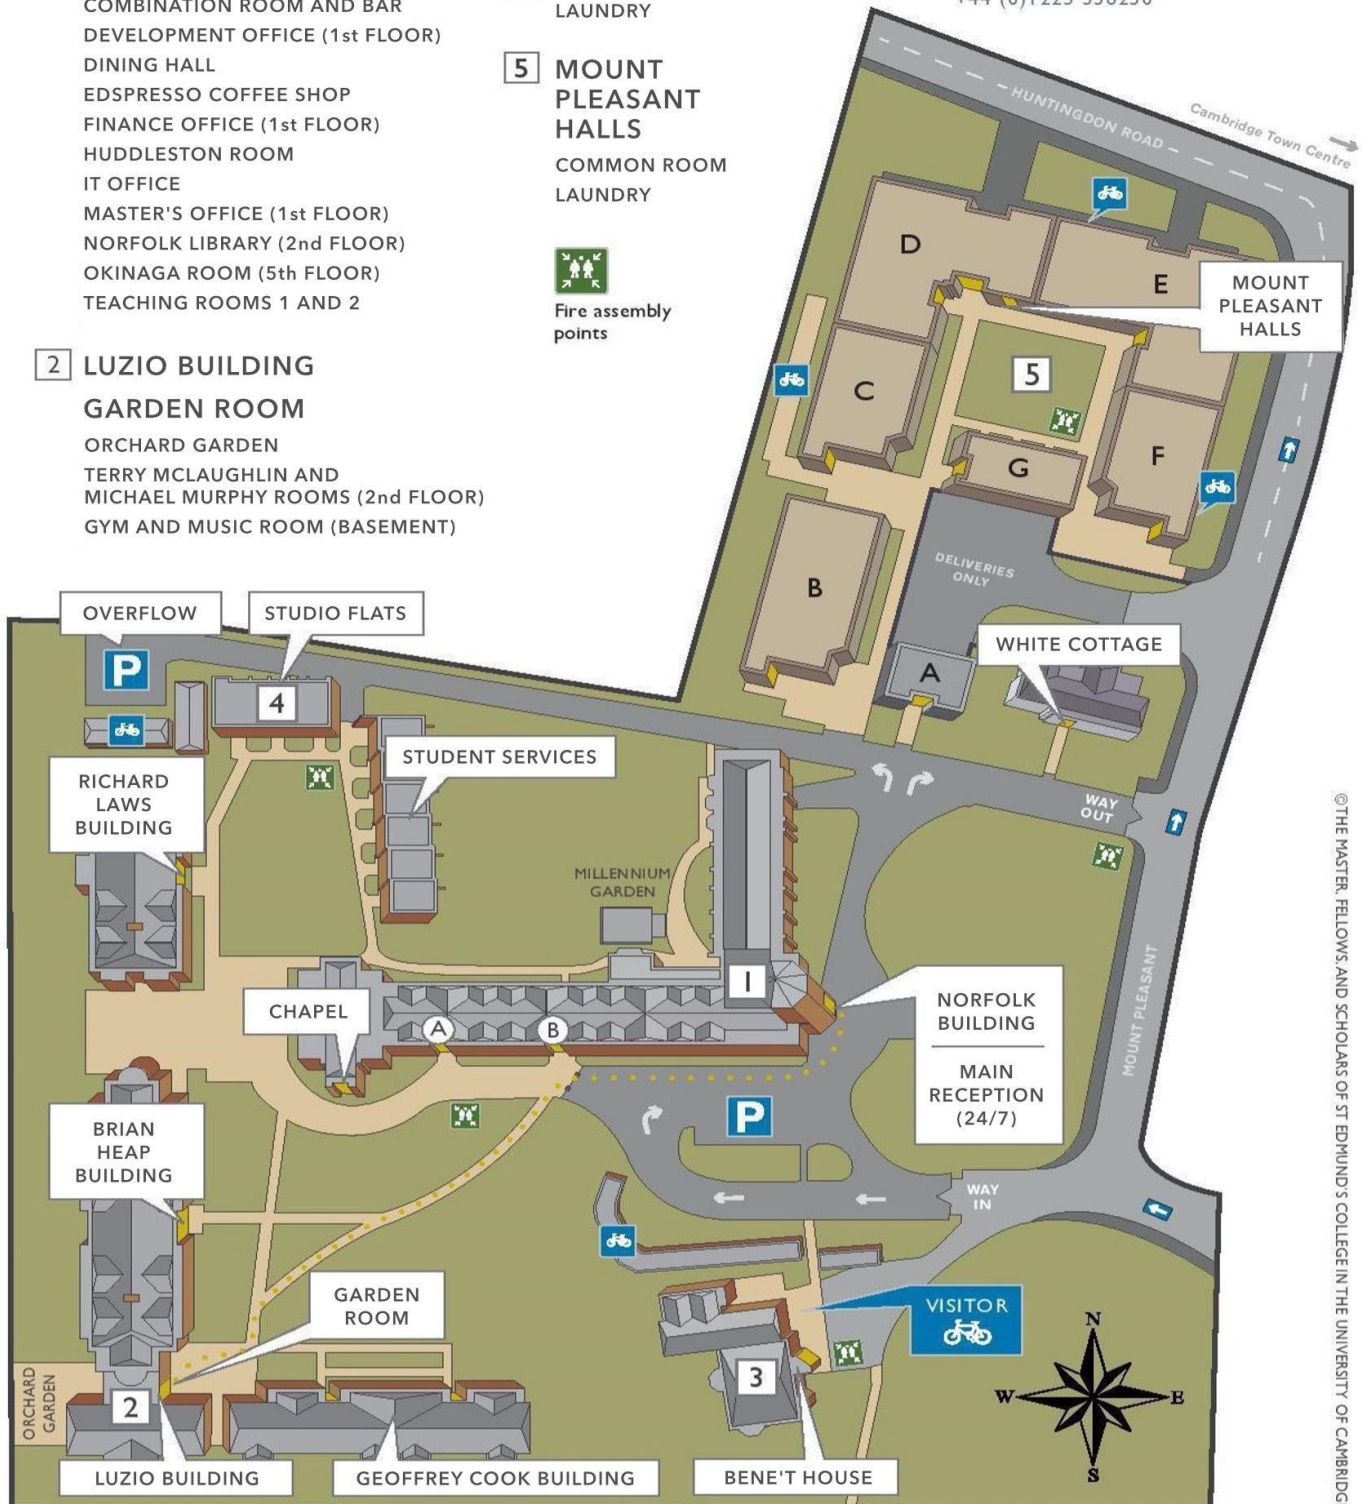 COMBINATION ROOM AND BAR
DEVELOPMENT OFFICE (1st FLOOR)
DINING HALL
EDSPRESSO COFFEE SHOP
FINANCE OFFICE (1st FLOOR)
HUDDLESTON ROOM
IT OFFICE
MASTER'S OFFICE (1st FLOOR)
NORFOLK LIBRARY (2nd FLOOR)
OKINAGA ROOM (5th FLOOR)
TEACHING ROOMS 1 AND 2
2 LUZIO BUILDING
GARDEN ROOM
ORCHARD GARDEN
TERRY MCLAUGHLIN AND
MICHAEL MURPHY ROOMS (2nd FLOOR)
GYM AND MUSIC ROOM (BASEMENT)
LAUNDRY
5 MOUNT
PLEASANT
HALLS
COMMON ROOM
LAUNDRY
Fire assembly
points
HUNTINGDON ROAD
Cambridge Town Centre
D
E
MOUNT
PLEASANT
HALLS
5
C
F
G
DELIVERIES
ONLY
B
A
WHITE COTTAGE
OVERFLOW
P
STUDIO FLATS
4
STUDENT SERVICES
RICHARD
LAWS
BUILDING
WAY
OUT
MILLENNIUM
GARDEN
MOUNT PLEASANT
1
NORFOLK
BUILDING
MAIN
RECEPTION
(24/7)
CHAPEL
A
B
P
BRIAN
HEAP
BUILDING
WAY
IN
GARDEN
ROOM
VISITOR
N
W
E
S
3
ORCHARD
GARDEN
2
LUZIO BUILDING
GEOFFREY COOK BUILDING
BENE'T HOUSE
©THE MASTER, FELLOWS, AND SCHOLARS OF ST EDMUND'S COLLEGE IN THE UNIVERSITY OF CAMBRIDG